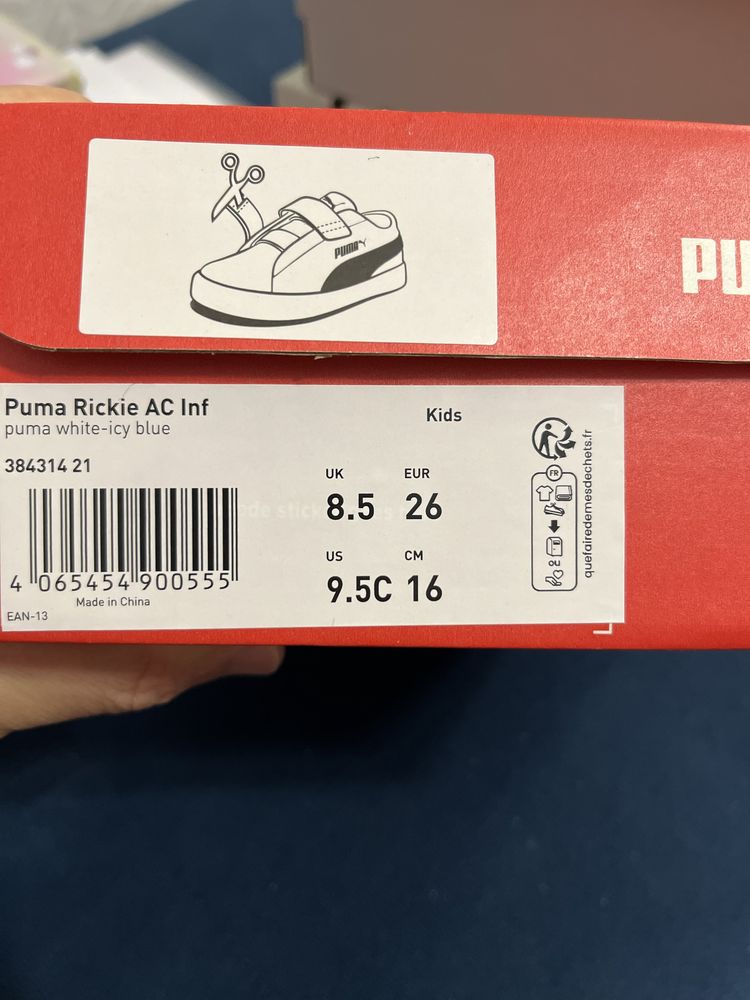 PUMA
PU
Puma Rickie AC Inf
Kids
puma white-icy blue
384314 21
UK
EUR
8.5
26
US
CM
9.5C
16
4 065454 900555
Made in China
EAN-13
FR
quefairedemesdechets.fr